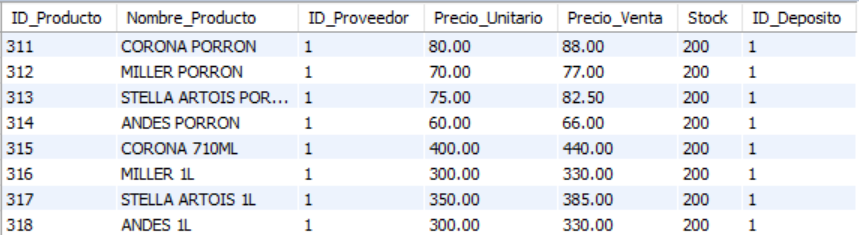 ID_Producto Nombre_Producto ID_Proveedor Precio_Unitario Precio_Venta Stock ID_Deposito
311 CORONA PORRON 1 80.00 88.00 200 1
312 MILLER PORRON 1 70.00 77.00 200 1
313 STELLA ARTOIS POR... 1 75.00 82.50 200 1
314 ANDES PORRON 1 60.00 66.00 200 1
315 CORONA 710ML 1 400.00 440.00 200 1
316 MILLER 1L 1 300.00 330.00 200 1
317 STELLA ARTOIS 1L 1 350.00 385.00 200 1
318 ANDES 1L 1 300.00 330.00 200 1